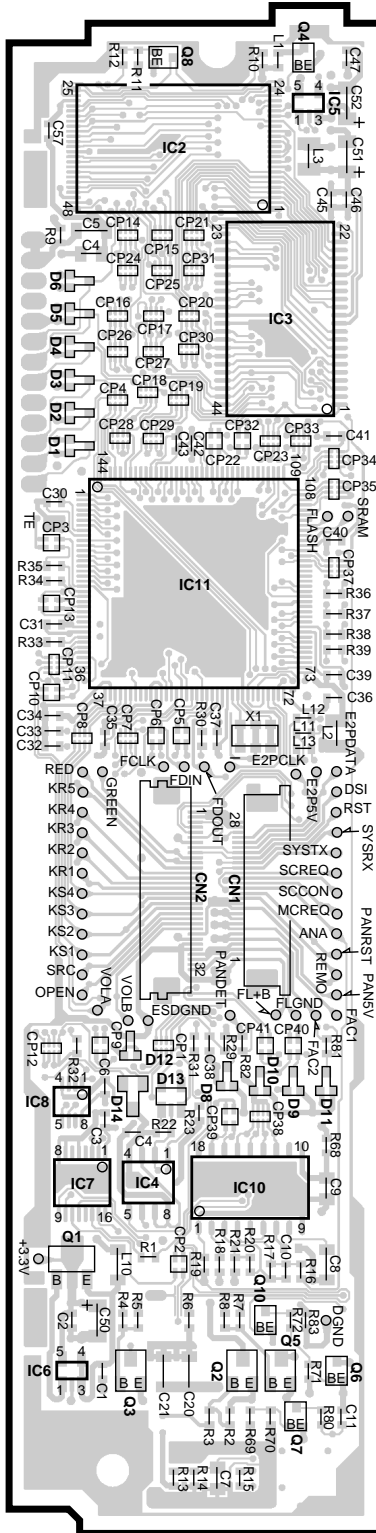 R12
R11
BE
Q8
R10
L1
Q4
BE
C47
25
24
5 4
IC5
1 3
C52
+
C57
IC2
L3
C51
+
48
1
C45
C46
R9
C5
C4
CP14
CP15
CP21
23
22
CP24
CP25
CP31
D6
D5
D4
D3
D2
D1
CP16
CP17
CP20
IC3
CP26
CP27
CP30
CP4
CP18
CP19
44
1
CP28
CP29
C43
C42
CP32
CP22
CP23
CP33
C41
CP34
CP35
144
1
109
108
C30
TE
CP3
FLASH
SRAM
C40
R35
R34
IC11
CP37
CP13
R36
C31
R37
R33
R38
CP11
R39
36
73
C39
CP10
37
72
C36
C34
C33
C32
CP8
C35
CP7
CP6
CP5
R30
C37
X1
L12
L11
L13
L2
E2PDATA
RED
GREEN
FCLK
FDIN
FDOUT
E2PCLK
E2P5V
KR5
DSI
KR4
1
28
RST
KR3
SYSRX
KR2
SYSTX
KR1
CN2
CN1
SCREQ
KS4
SCCON
KS3
MCREQ
KS2
ANA
KS1
32
1
PANRST
SRC
PANDET
REMO
PAN5V
OPEN
VOLA
VOLB
ESDGND
FL+B
FLGND
FAC1
FAC2
CP12
R32
CP9
D12
CP1
R31
C38
R29
R82
CP41
CP40
R81
4 1
IC8
5 8
C6
D14
D13
D8
D10
D9
D11
C3
R23
CP39
CP38
C4
R22
18
10
R68
8 1
IC7
9 16
4 1
IC4
5 8
IC10
1
9
C9
+3.3V
Q1
B E
L10
R1
CP2
R19
R18
R21
R20
R17
C10
R16
C8
C2
+
C50
R4
R5
R6
R8
R7
Q10
BE
R72
R83
DGND
5 4
IC6
1 3
C1
B E
Q3
C21
C20
Q2
B E
Q5
B E
R71
BE
Q6
R3
R2
R69
R70
BE
Q7
R80
C11
R13
R14
C7
R15